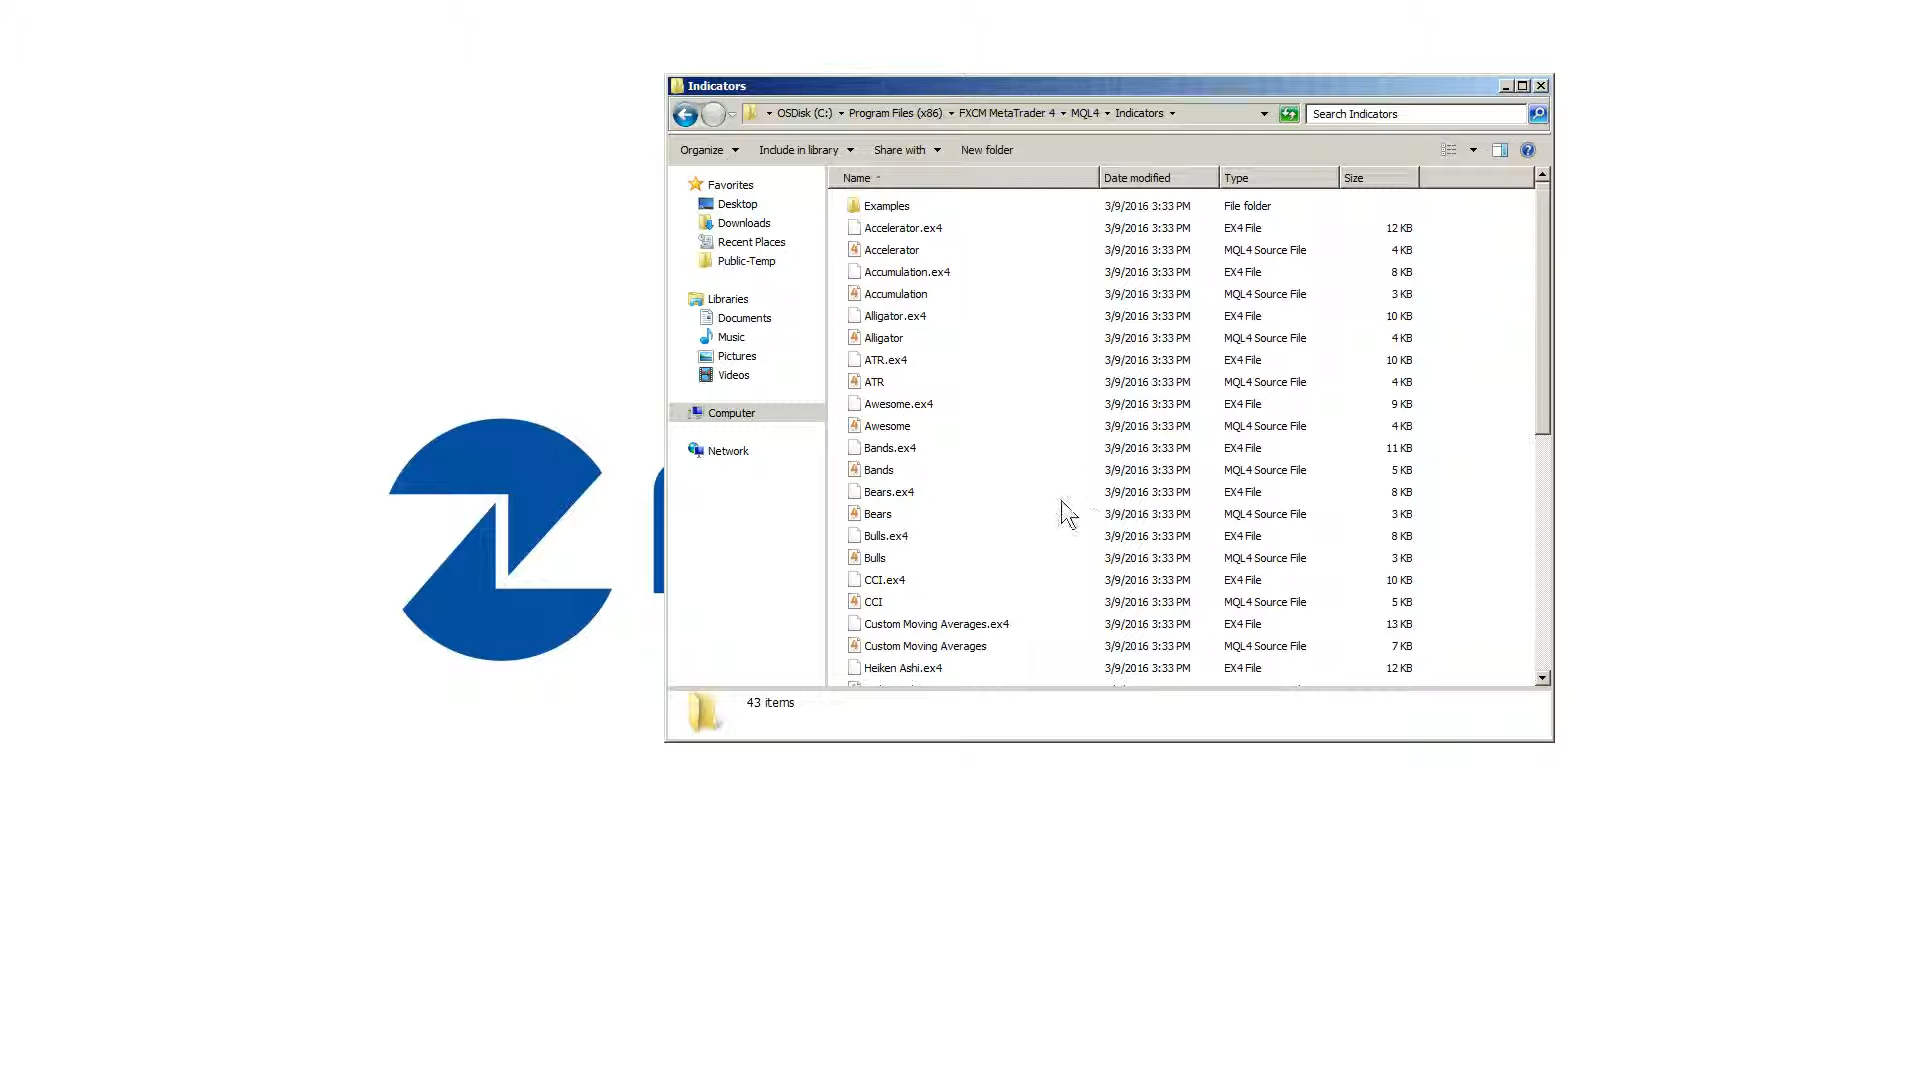 Indicators
OSDisk (C:) Program Files (x86) FXCM MetaTrader 4 MQL4 Indicators Search Indicators
Organize Include in library Share with New folder
Favorites
Desktop
Downloads
Recent Places
Public-Temp
Libraries
Documents
Music
Pictures
Videos
Computer
Network
Name Date modified Type Size
Examples 3/9/2016 3:33 PM File folder
Accelerator.ex4 3/9/2016 3:33 PM EX4 File 12 KB
Accelerator 3/9/2016 3:33 PM MQL4 Source File 4 KB
Accumulation.ex4 3/9/2016 3:33 PM EX4 File 8 KB
Accumulation 3/9/2016 3:33 PM MQL4 Source File 3 KB
Alligator.ex4 3/9/2016 3:33 PM EX4 File 10 KB
Alligator 3/9/2016 3:33 PM MQL4 Source File 4 KB
ATR.ex4 3/9/2016 3:33 PM EX4 File 10 KB
ATR 3/9/2016 3:33 PM MQL4 Source File 4 KB
Awesome.ex4 3/9/2016 3:33 PM EX4 File 9 KB
Awesome 3/9/2016 3:33 PM MQL4 Source File 4 KB
Bands.ex4 3/9/2016 3:33 PM EX4 File 11 KB
Bands 3/9/2016 3:33 PM MQL4 Source File 5 KB
Bears.ex4 3/9/2016 3:33 PM EX4 File 8 KB
Bears 3/9/2016 3:33 PM MQL4 Source File 3 KB
Bulls.ex4 3/9/2016 3:33 PM EX4 File 8 KB
Bulls 3/9/2016 3:33 PM MQL4 Source File 3 KB
CCI.ex4 3/9/2016 3:33 PM EX4 File 10 KB
CCI 3/9/2016 3:33 PM MQL4 Source File 5 KB
Custom Moving Averages.ex4 3/9/2016 3:33 PM EX4 File 13 KB
Custom Moving Averages 3/9/2016 3:33 PM MQL4 Source File 7 KB
Heiken Ashi.ex4 3/9/2016 3:33 PM EX4 File 12 KB
43 items